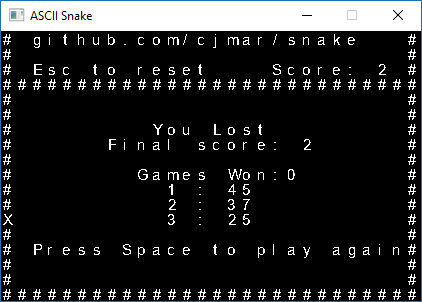 ASCII Snake
# github.com/cjmar/snake #
# #
# Esc to reset Score: 2 #
# # # # # # # # # # # # # # # # # # # # # # # # # # # #
# #
# #
# You Lost #
# Final score: 2 #
# #
# Games Won:0 #
# 1 : 45 #
# 2 : 37 #
X 3 : 25 #
# #
# Press Space to play again #
# #
# #
# # # # # # # # # # # # # # # # # # # # # # # # # # # #